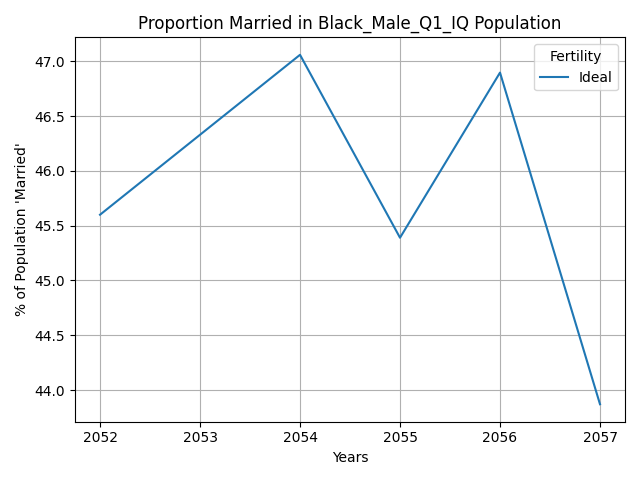 Proportion Married in Black_Male_Q1_IQ Population
Fertility
Ideal
47.0
46.5
46.0
45.5
45.0
44.5
44.0
% of Population 'Married'
2052 2053 2054 2055 2056 2057
Years